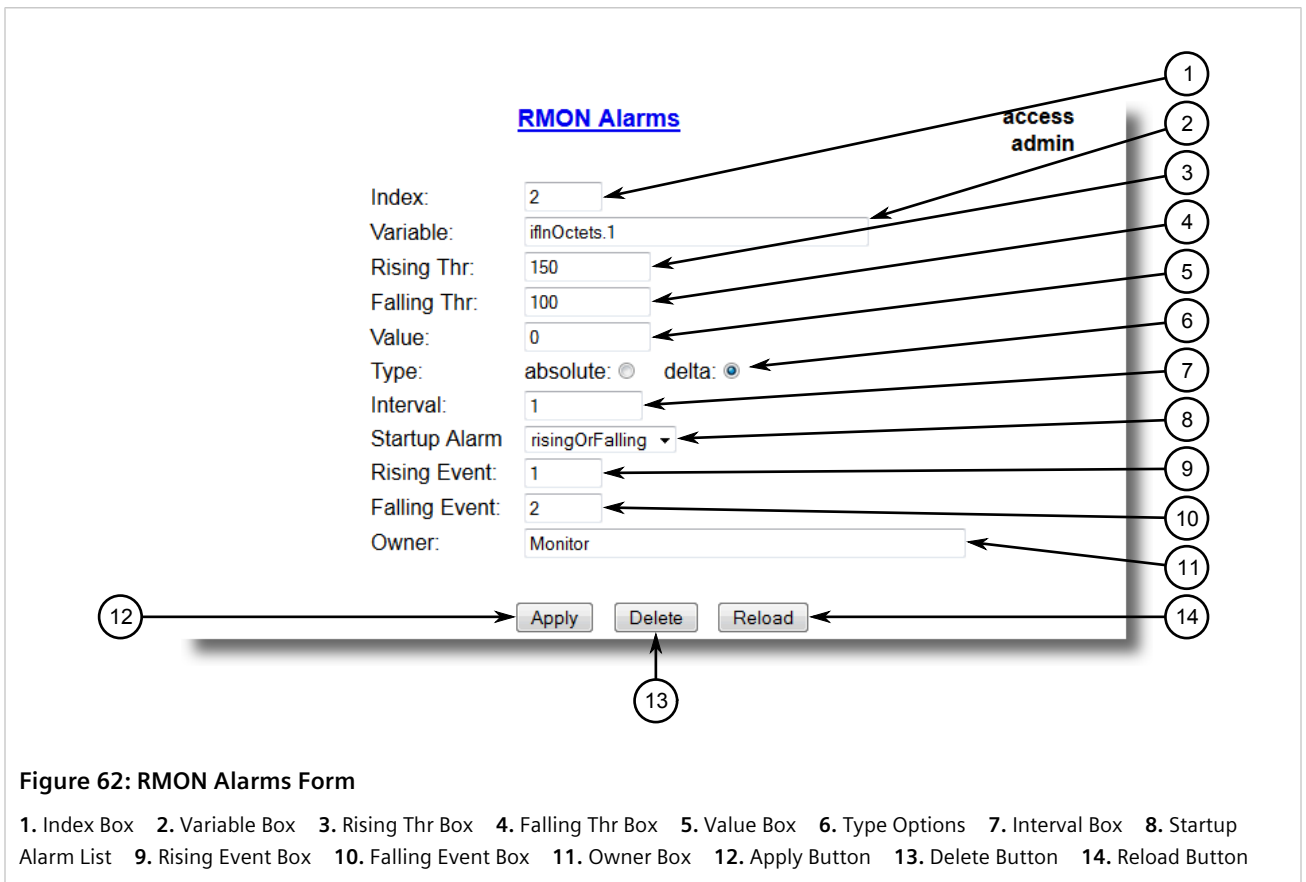 1
RMON Alarms
access
admin
2
3
Index: 2
Variable: ifInOctets.1
4
Rising Thr: 150
5
Falling Thr: 100
6
Value: 0
Type: absolute: delta:
7
Interval: 1
8
Startup Alarm risingOrFalling
9
Rising Event: 1
10
Falling Event: 2
11
Owner: Monitor
12
Apply Delete Reload
14
13
Figure 62: RMON Alarms Form
1. Index Box 2. Variable Box 3. Rising Thr Box 4. Falling Thr Box 5. Value Box 6. Type Options 7. Interval Box 8. Startup
Alarm List 9. Rising Event Box 10. Falling Event Box 11. Owner Box 12. Apply Button 13. Delete Button 14. Reload Button